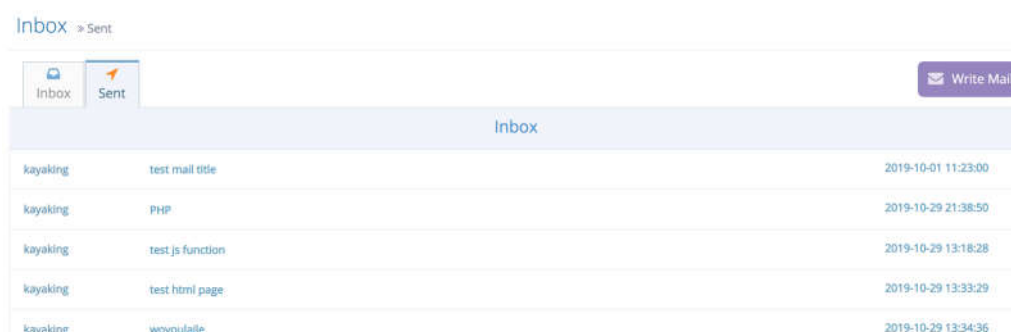 Inbox » Sent
Inbox Sent
Write Mail
Inbox
kayaking test mail title 2019-10-01 11:23:00
kayaking PHP 2019-10-29 21:38:50
kayaking test js function 2019-10-29 13:18:28
kayaking test html page 2019-10-29 13:33:29
kayaking woyoulaile 2019-10-29 13:34:36